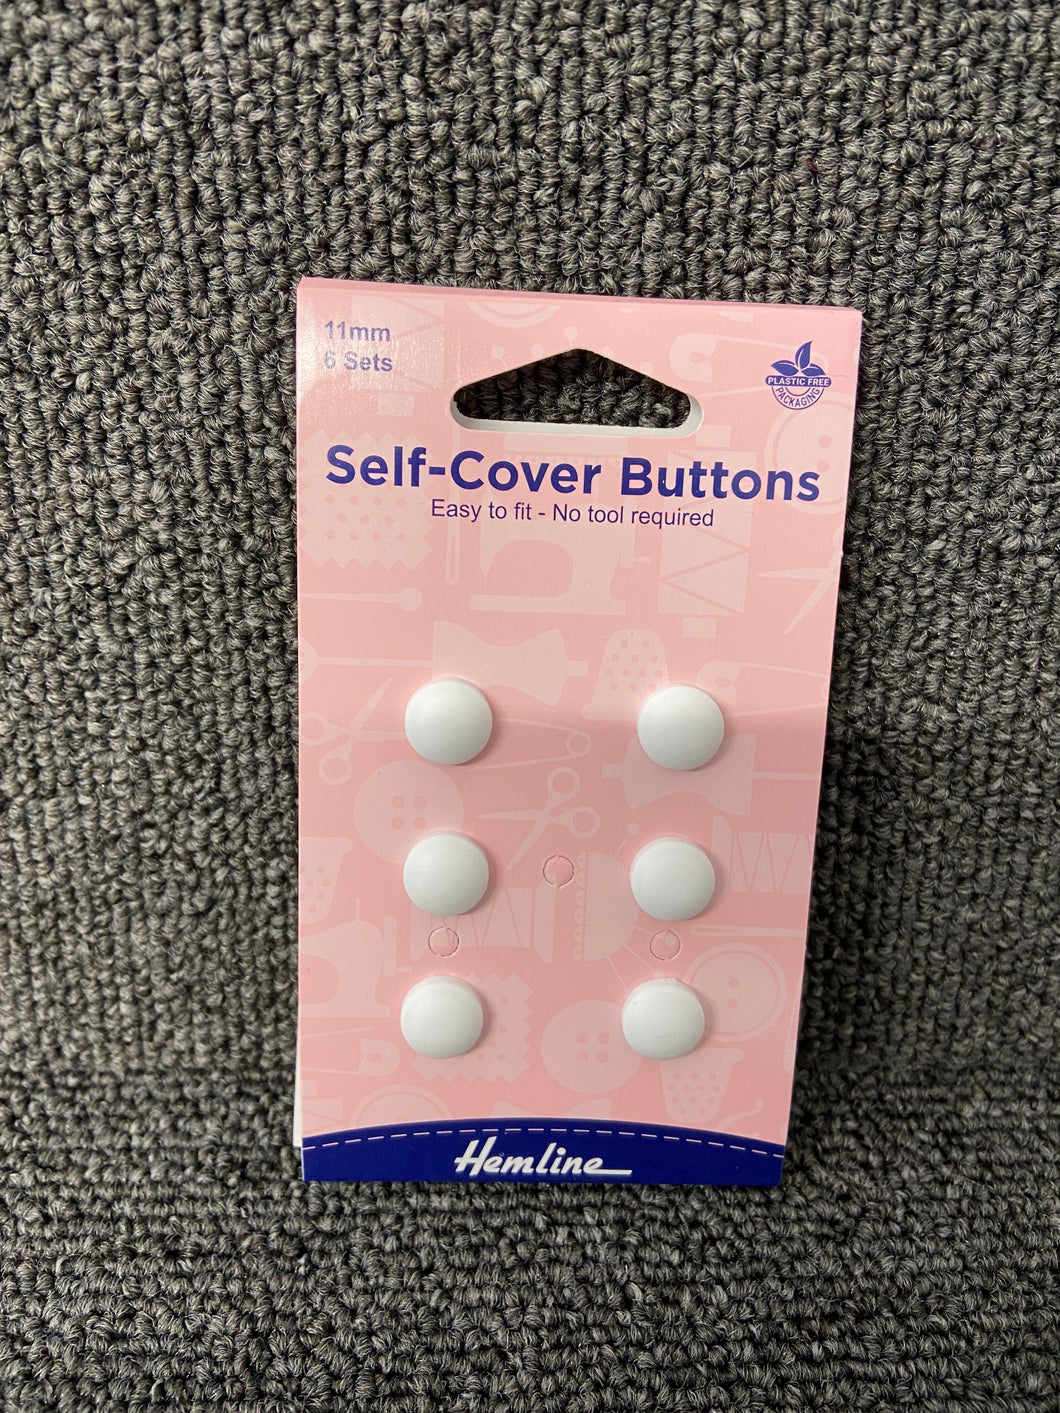 11mm
6 Sets
PLASTIC FREE
PACKAGING
Self-Cover Buttons
Easy to fit - No tool required
Hemline